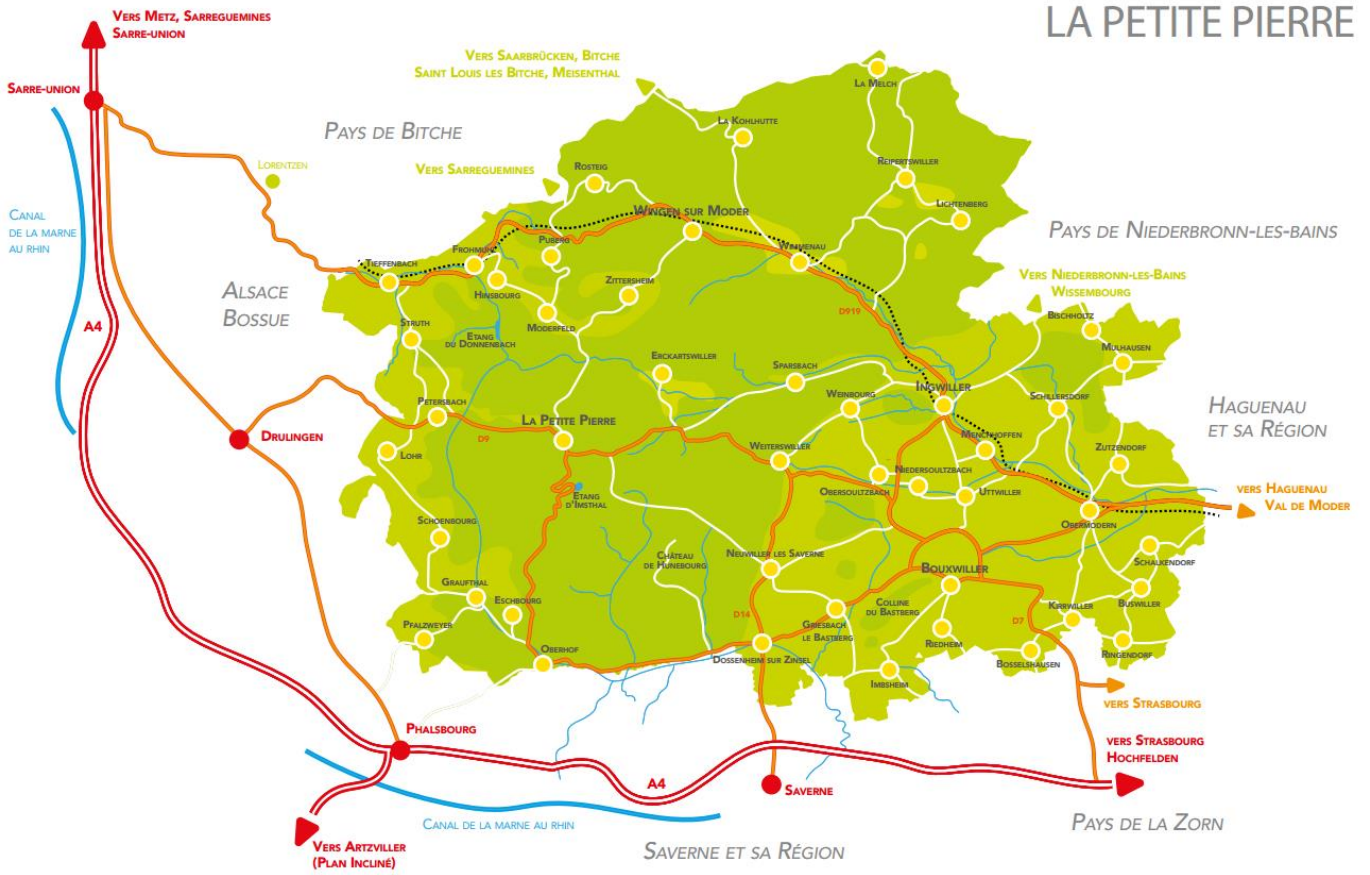 LA PETITE PIERRE
VERS METZ, SARREGUEMINES
SARRE-UNION
SARRE-UNION
VERS SAARBRÜCKEN, BITCHE
SAINT LOUIS LES BITCHE, MEISENTHAL
LA MELCH
PAYS DE BITCHE
LA KOHLHUTTE
LORENTZEN
VERS SARREGUEMINES
ROSTEIG
REIPERTSWILLER
CANAL
DE LA MARNE
AU RHIN
WINGEN SUR MODER
LICHTENBERG
PAYS DE NIEDERBRONN-LES-BAINS
TIEFFENBACH
FROHMUHL
PUBERG
WEIMENAU
ALSACE
BOSSUE
HINSBOURG
ZITTERSHEIM
VERS NIEDERBRONN-LES-BAINS
WISSEMBOURG
A4
STRUTH
ETANG
DU DONNENBACH
MODERFELD
D919
BISCHHOLTZ
MULHAUSEN
ERCKARTSWILLER
SPARSBACH
WEINBOURG
INGWILLER
SCHILLERSDORF
PETERSBACH
LA PETITE PIERRE
HAGUENAU
ET SA RÉGION
DRULINGEN
D9
LOHR
WEITERSWILLER
MENCHHOFFEN
ZUTZENDORF
NIEDERSOULTZBACH
OBERSOULTZBACH
UTTWILLER
ETANG
D'IMSTHAL
VERS HAGUENAU
VAL DE MODER
SCHOENBOURG
OBERMODERN
CHÂTEAU
DE HUNEBOURG
NEUWILLER LES SAVERNE
BOUXWILLER
SCHALKENDORF
GRAUFTHAL
ESCHBOURG
COLLINE
DU BASTBERG
KIRRWILLER
BUSWILLER
PFALZWEYER
D14
GRIESBACH
LE BASTBERG
D7
OBERHOF
DOSSENHEIM SUR ZINSEL
RIEDHEIM
BOSSELSHAUSEN
RINGENDORF
IMBSHEIM
VERS STRASBOURG
PHALSBOURG
VERS STRASBOURG
HOCHFELDEN
A4
SAVERNE
CANAL DE LA MARNE AU RHIN
PAYS DE LA ZORN
VERS ARTZVILLER
(PLAN INCLINÉ)
SAVERNE ET SA RÉGION